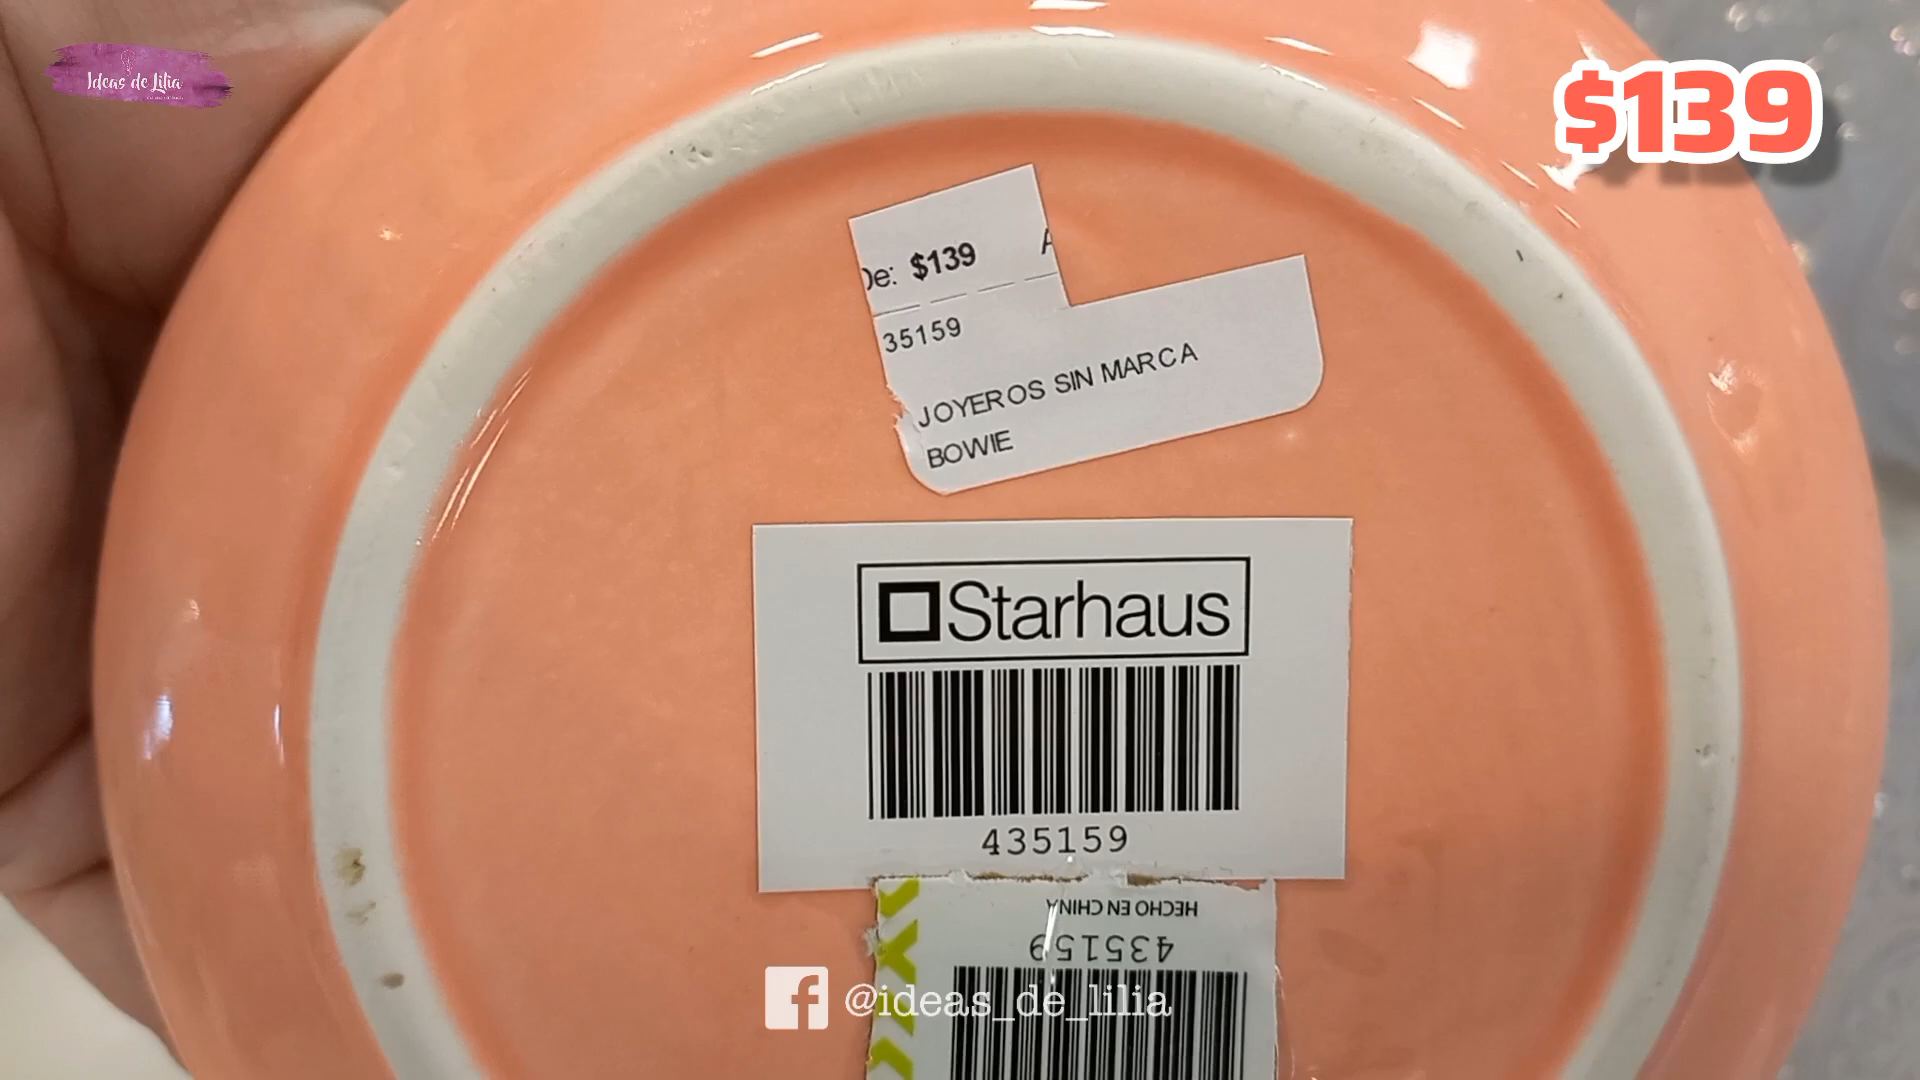 Ideas de Lilia
$139
De: $139 A
35159
JOYEROS SIN MARCA
BOWIE
Starhaus
435159
HECHO EN CHINA
435159
@ideas_de_lilia